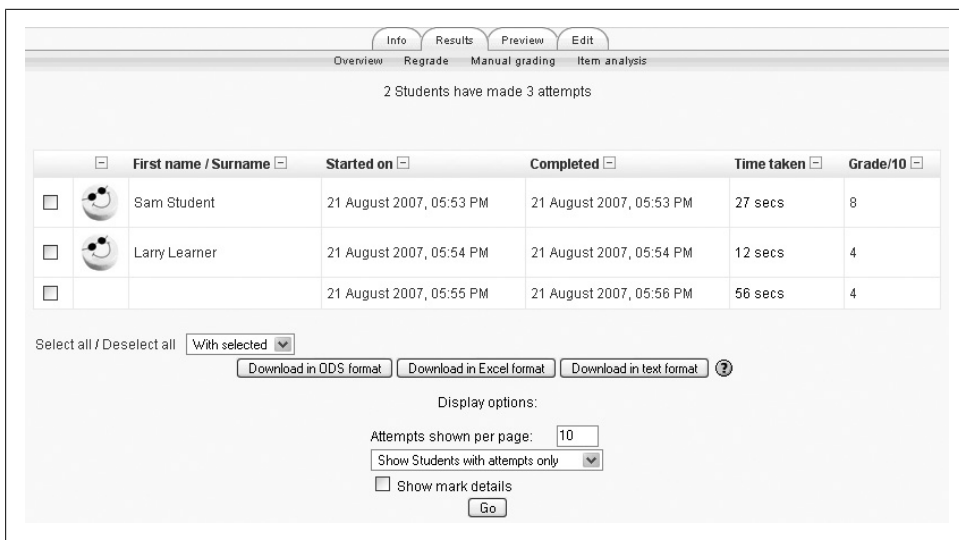 Info Results Preview Edit
Overview Regrade Manual grading Item analysis
2 Students have made 3 attempts
First name / Surname Started on Completed Time taken Grade/10
Sam Student 21 August 2007, 05:53 PM 21 August 2007, 05:53 PM 27 secs 8
Larry Learner 21 August 2007, 05:54 PM 21 August 2007, 05:54 PM 12 secs 4
21 August 2007, 05:55 PM 21 August 2007, 05:56 PM 56 secs 4
Select all / Deselect all With selected
Download in ODS format Download in Excel format Download in text format ?
Display options:
Attempts shown per page: 10
Show Students with attempts only
Show mark details
Go